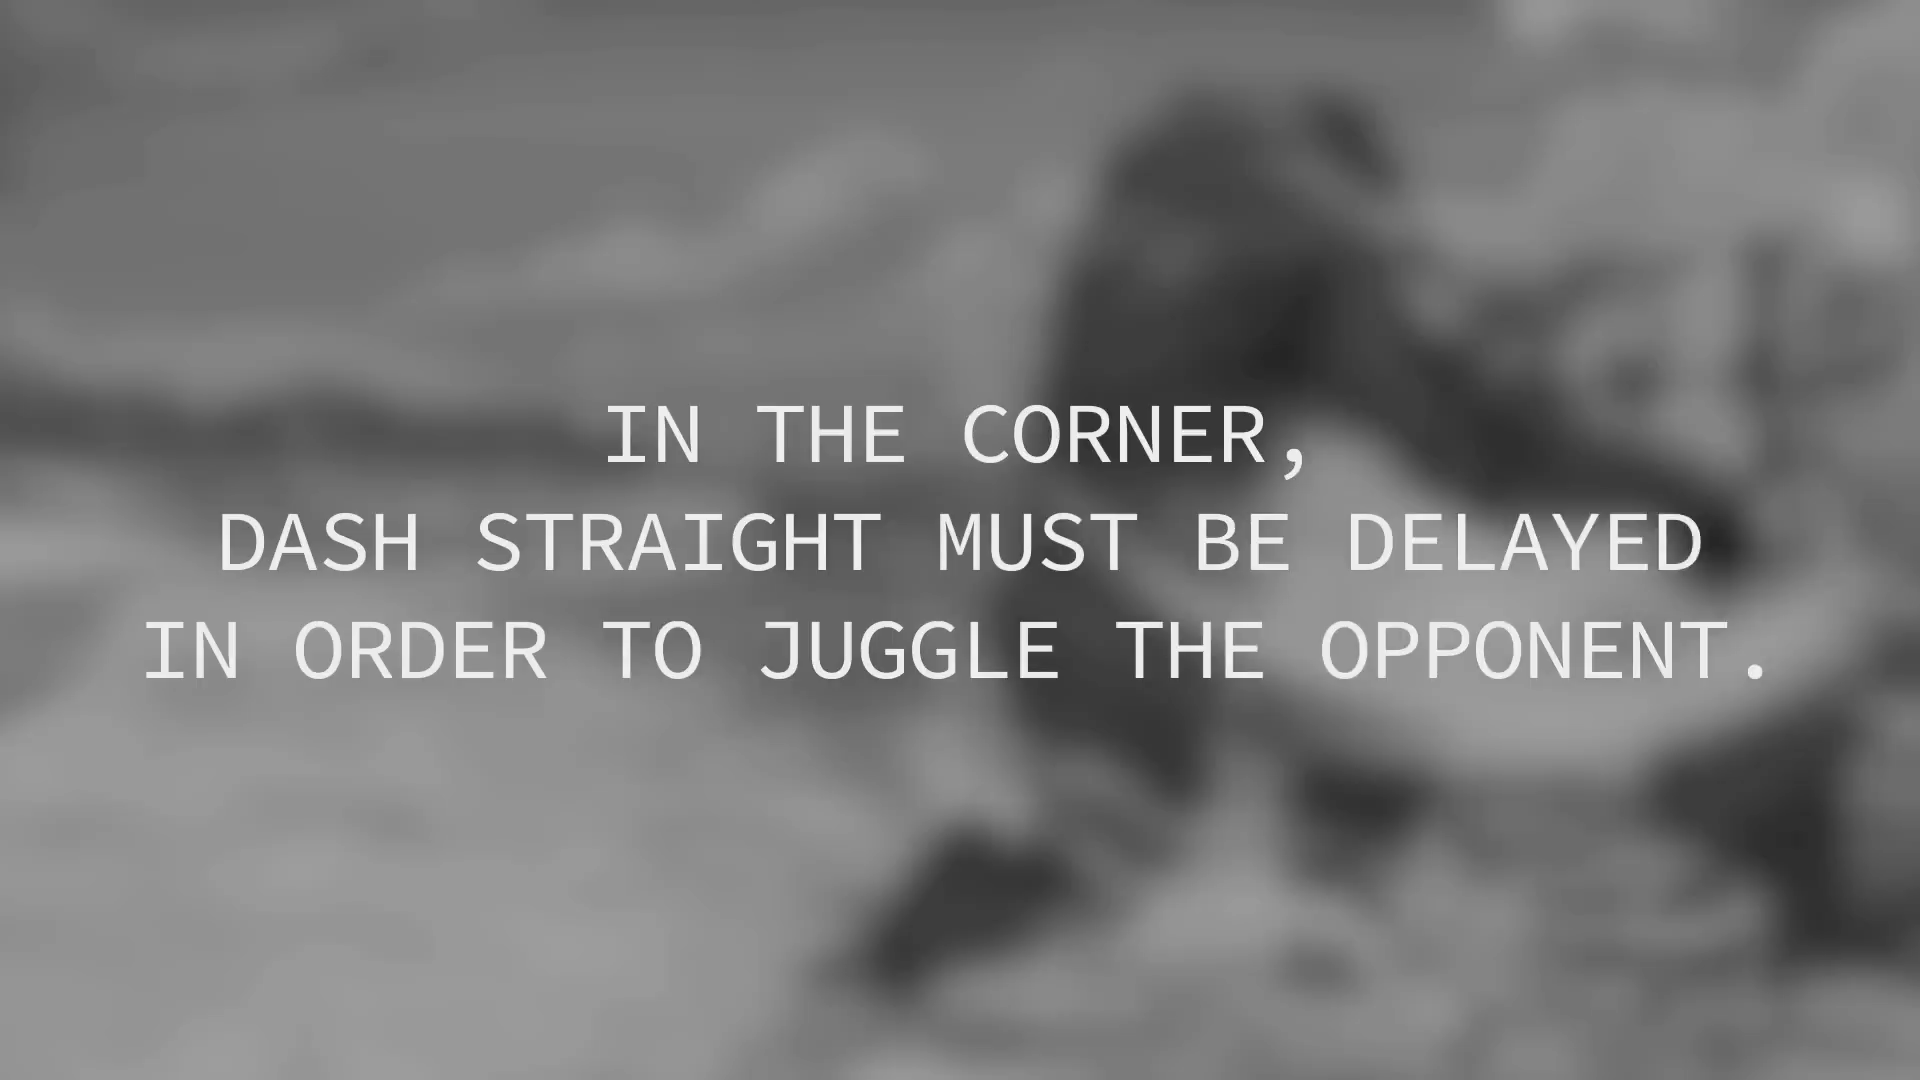 IN THE CORNER,
DASH STRAIGHT MUST BE DELAYED
IN ORDER TO JUGGLE THE OPPONENT.